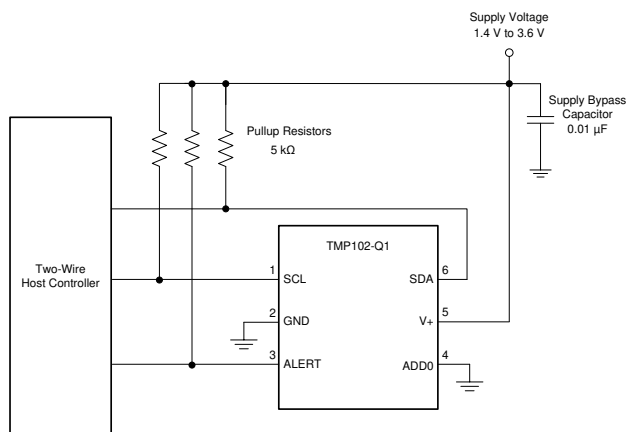 Supply Voltage
1.4 V to 3.6 V
Supply Bypass
Capacitor
0.01 µF
Pullup Resistors
5 kΩ
Two-Wire
Host Controller
TMP102-Q1
1
SCL
SDA
6
2
GND
V+
5
3
ALERT
ADD0
4